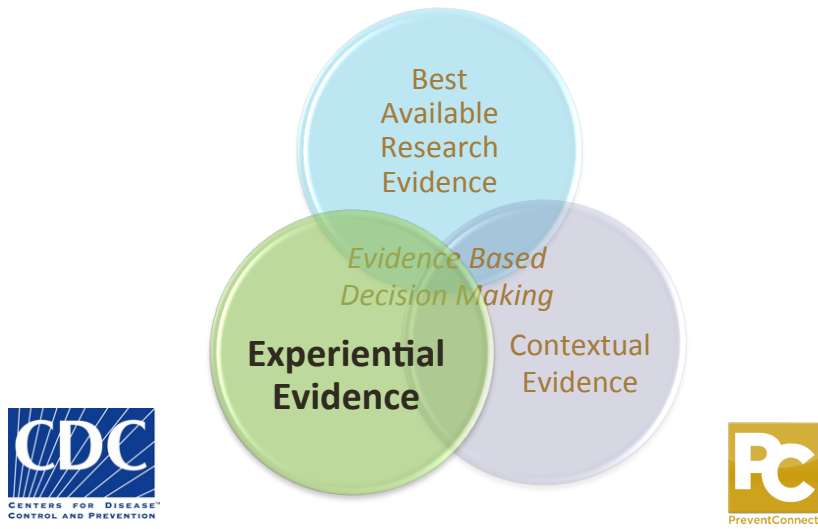 Best
Available
Research
Evidence
Evidence Based
Decision Making
Experiential
Evidence
Contextual
Evidence
CDC
CENTERS FOR DISEASE™
CONTROL AND PREVENTION
PC
PreventConnect